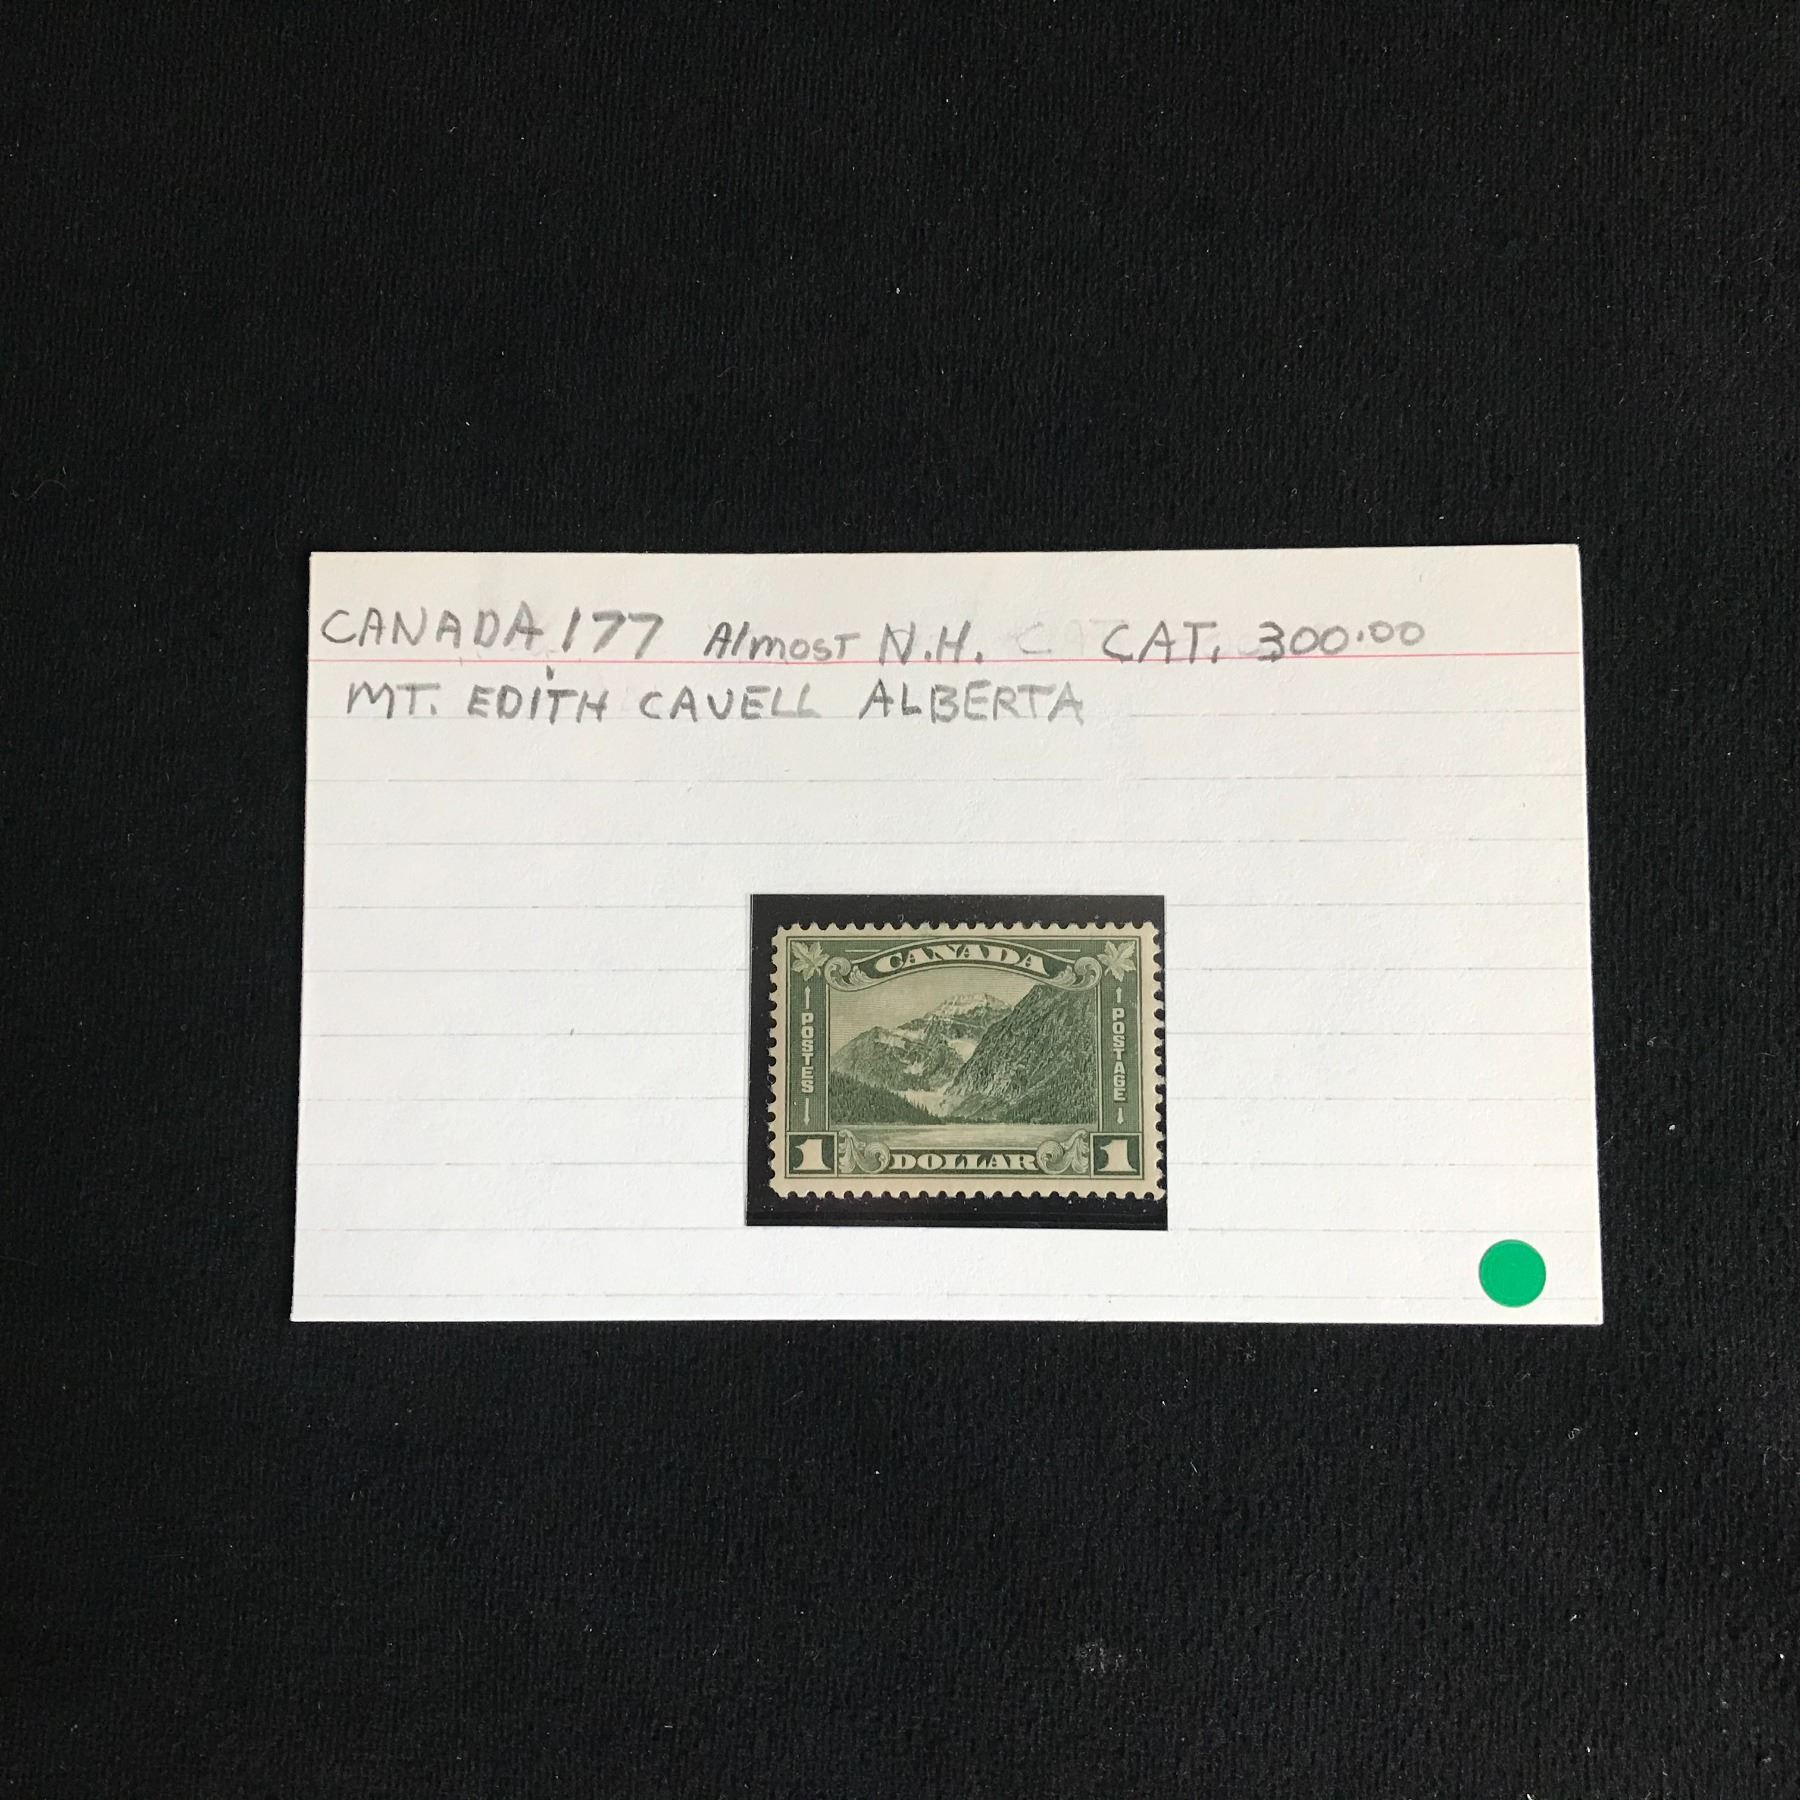 CANADA 177 Almost N.H. CAT. 300.00
MT. EDITH CAVELL ALBERTA
CANADA
POSTES
POSTAGE
1 DOLLAR 1